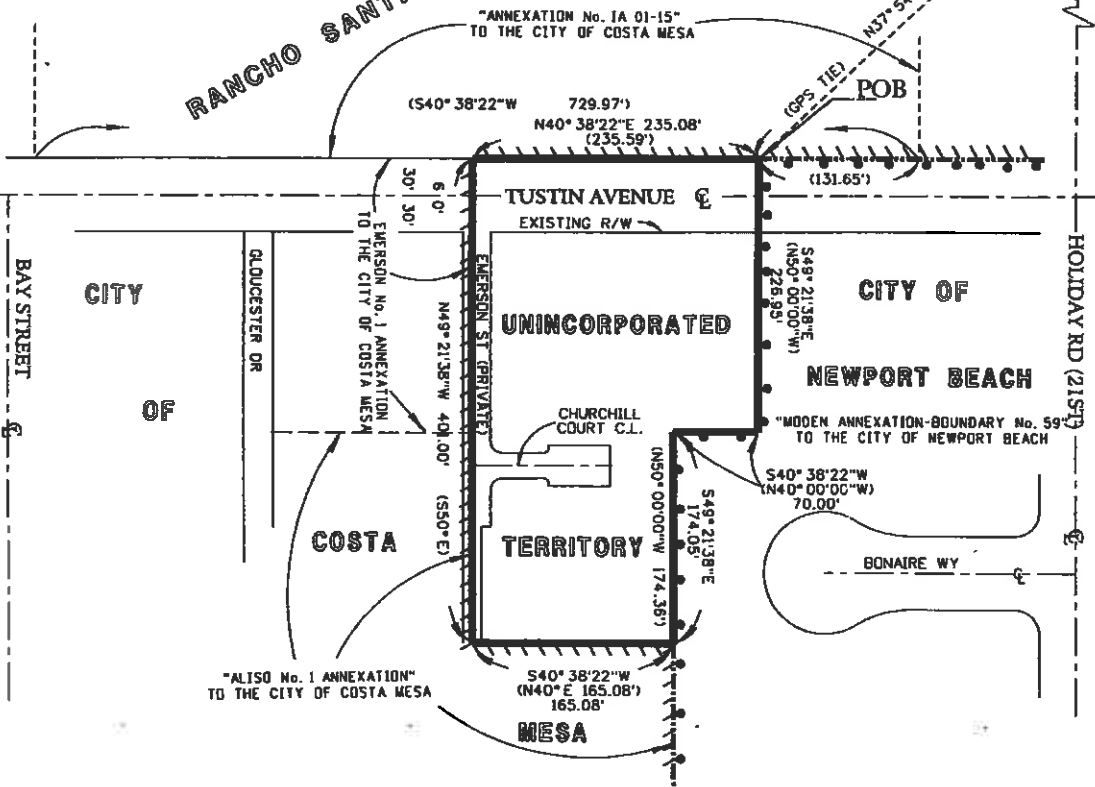 "ANNEXATION No. IA 01-15"
TO THE CITY OF COSTA MESA
RANCHO SANTI
N37° 54
(GPS TIE)
POB
(S40° 38'22"W 729.97')
N40° 38'22"E 235.08'
(235.59')
(131.65')
30' 30'
6 0'
TUSTIN AVENUE ℄
EXISTING R/W
EMERSON No. 1 ANNEXATION
TO THE CITY OF COSTA MESA
EMERSON ST (PRIVATE)
GLOUCESTER DR
BAY STREET
℄
CITY
OF
COSTA
MESA
N49° 21'38"W 401.00'
(S50° E)
UNINCORPORATED
TERRITORY
CHURCHILL
COURT C.L.
S49° 21'38"E
(N50° 00'00"W)
226.95'
CITY OF
NEWPORT BEACH
HOLIDAY RD (21ST)
℄
"MODEN ANNEXATION-BOUNDARY No. 59"
TO THE CITY OF NEWPORT BEACH
S40° 38'22"W
(N40° 00'00"W)
70.00'
S49° 21'38"E
174.05'
(N50° 00'00"W 174.36')
BONAIRE WY
℄
"ALISO No. 1 ANNEXATION"
TO THE CITY OF COSTA MESA
S40° 38'22"W
(N40° E 165.08')
165.08'